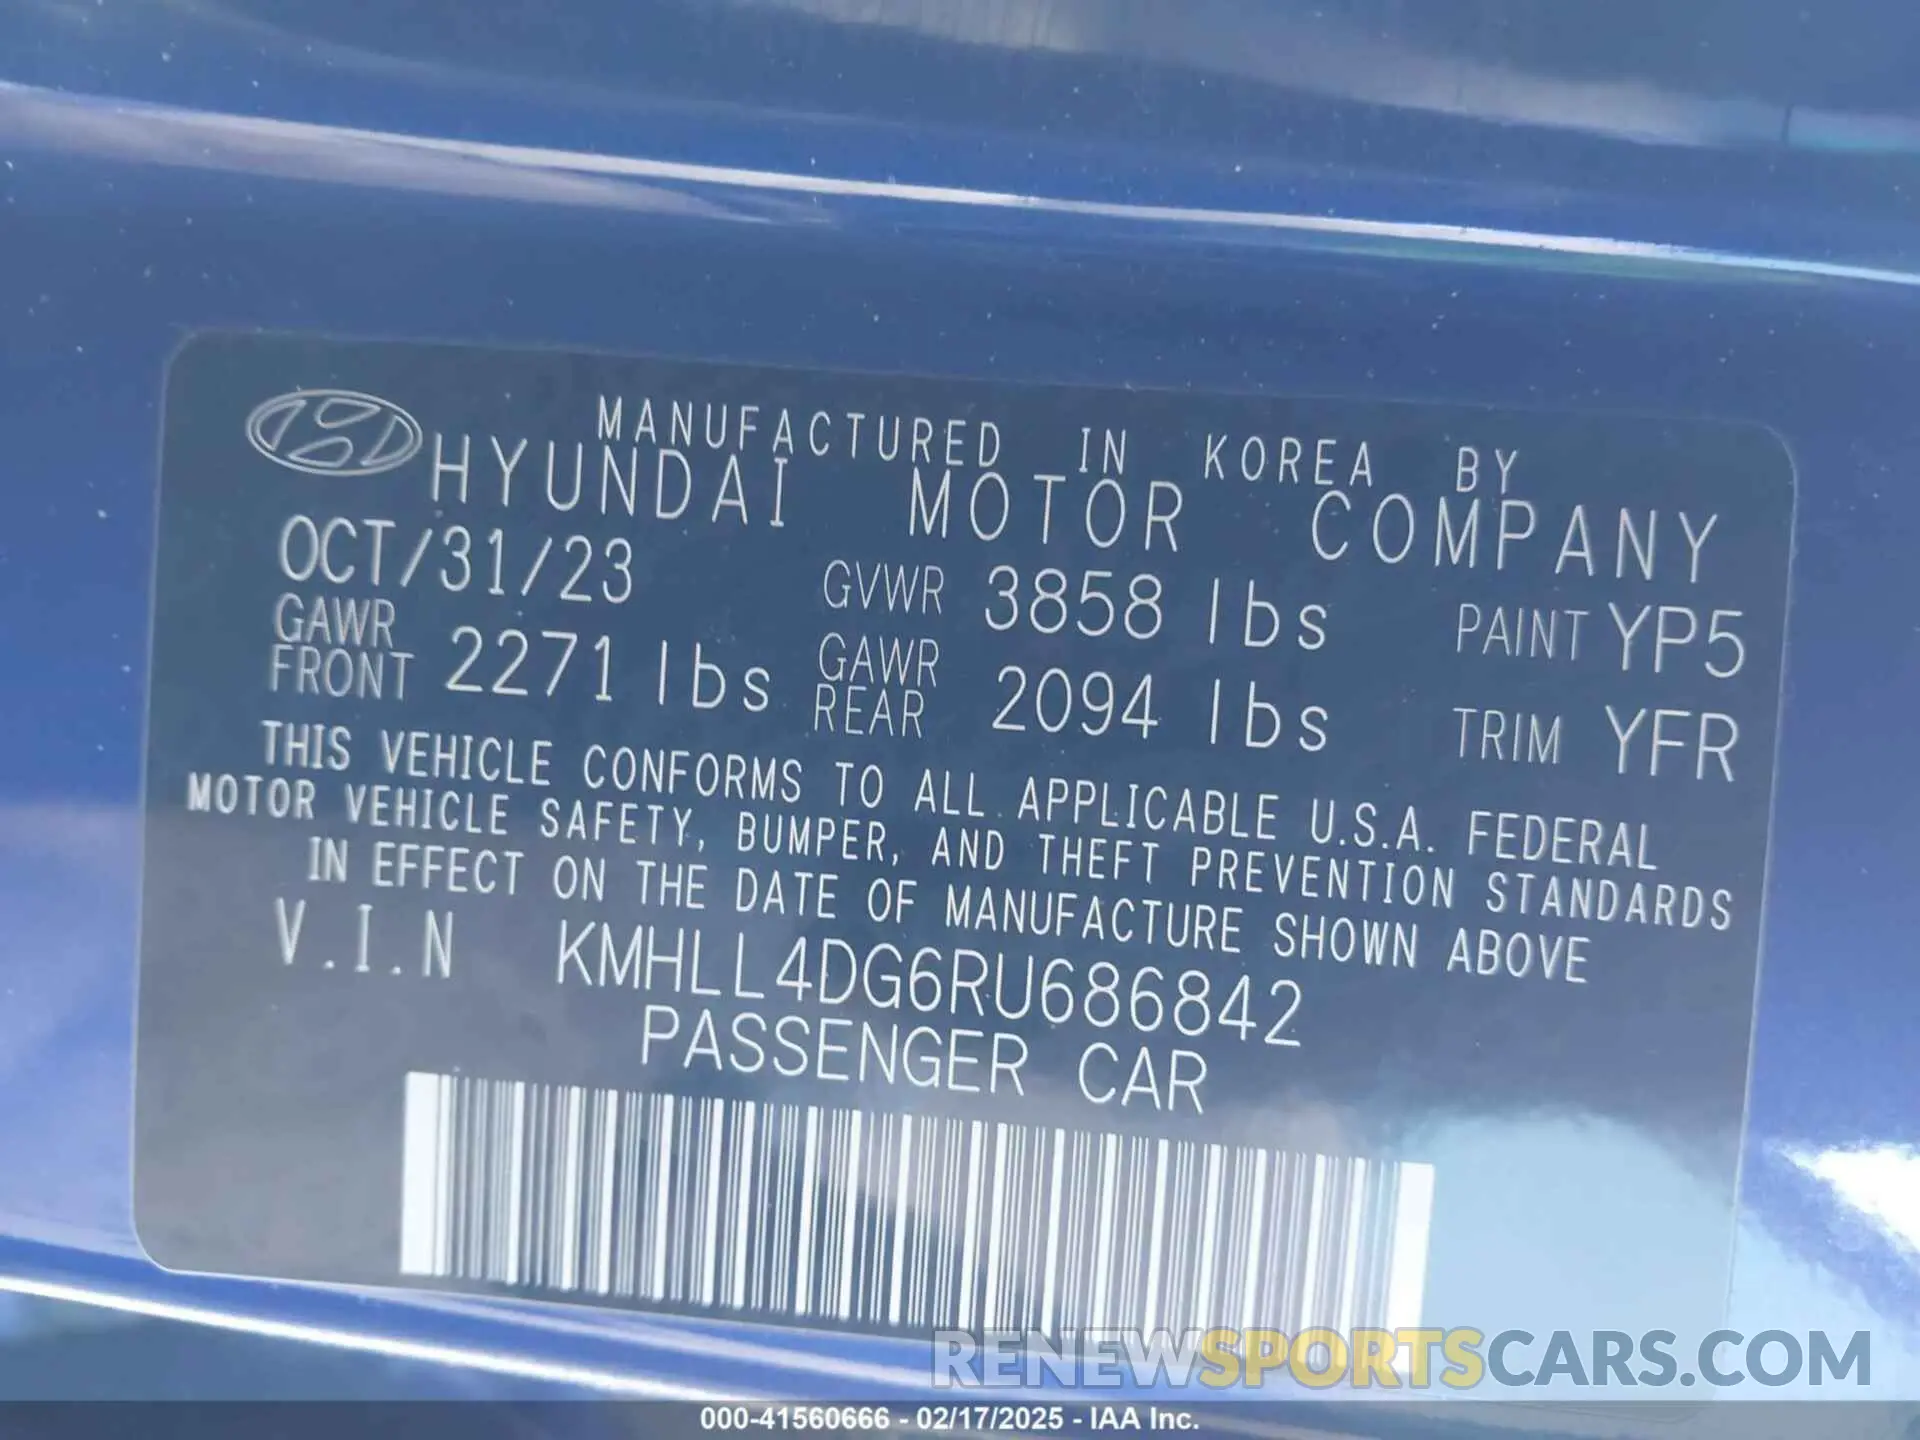 MANUFACTURED IN KOREA BY
HYUNDAI MOTOR COMPANY
OCT/31/23 GVWR 3858 lbs PAINT YP5
GAWR FRONT 2271 lbs GAWR REAR 2094 lbs TRIM YFR
THIS VEHICLE CONFORMS TO ALL APPLICABLE U.S.A. FEDERAL
MOTOR VEHICLE SAFETY, BUMPER, AND THEFT PREVENTION STANDARDS
IN EFFECT ON THE DATE OF MANUFACTURE SHOWN ABOVE
V.I.N KMHLL4DG6RU686842
PASSENGER CAR
RENEWSPORTSCARS.COM
000-41560666 - 02/17/2025 - IAA Inc.